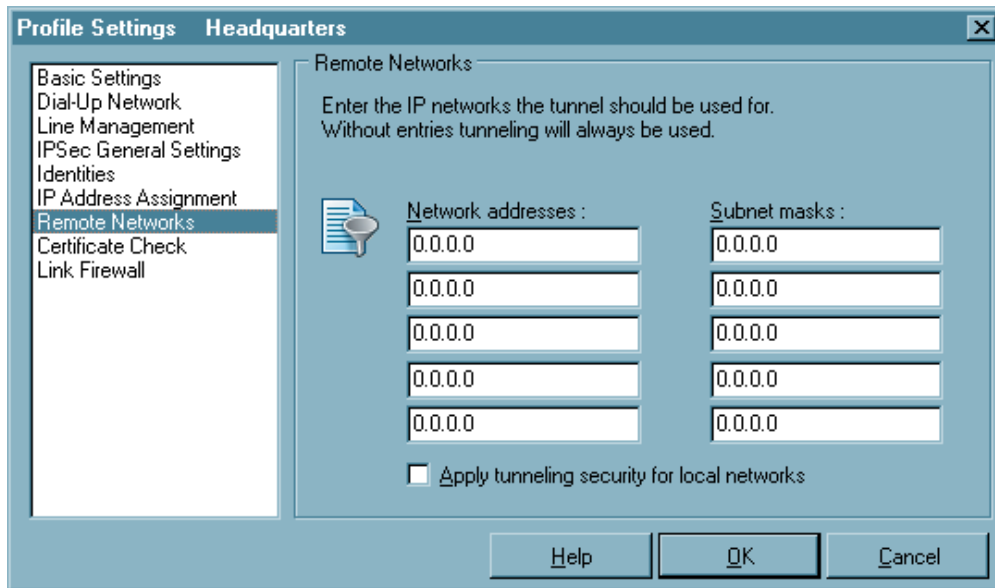 Profile Settings Headquarters
Basic Settings
Dial-Up Network
Line Management
IPSec General Settings
Identities
IP Address Assignment
Remote Networks
Certificate Check
Link Firewall
Remote Networks
Enter the IP networks the tunnel should be used for.
Without entries tunneling will always be used.
Network addresses : Subnet masks :
0.0.0.0 0.0.0.0
0.0.0.0 0.0.0.0
0.0.0.0 0.0.0.0
0.0.0.0 0.0.0.0
0.0.0.0 0.0.0.0
Apply tunneling security for local networks
Help OK Cancel